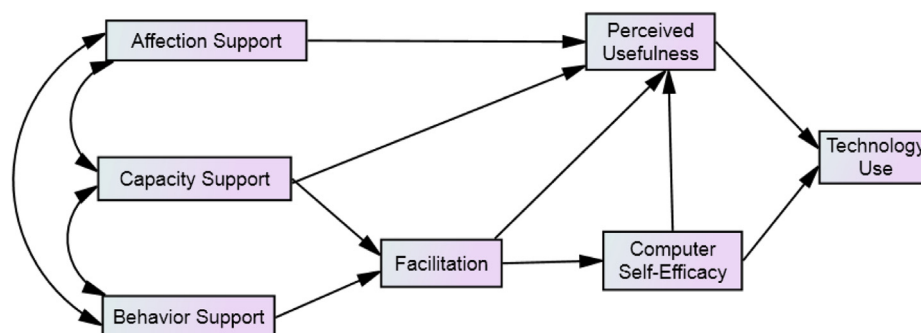 Affection Support
Perceived
Usefulness
Technology
Use
Capacity Support
Facilitation
Computer
Self-Efficacy
Behavior Support